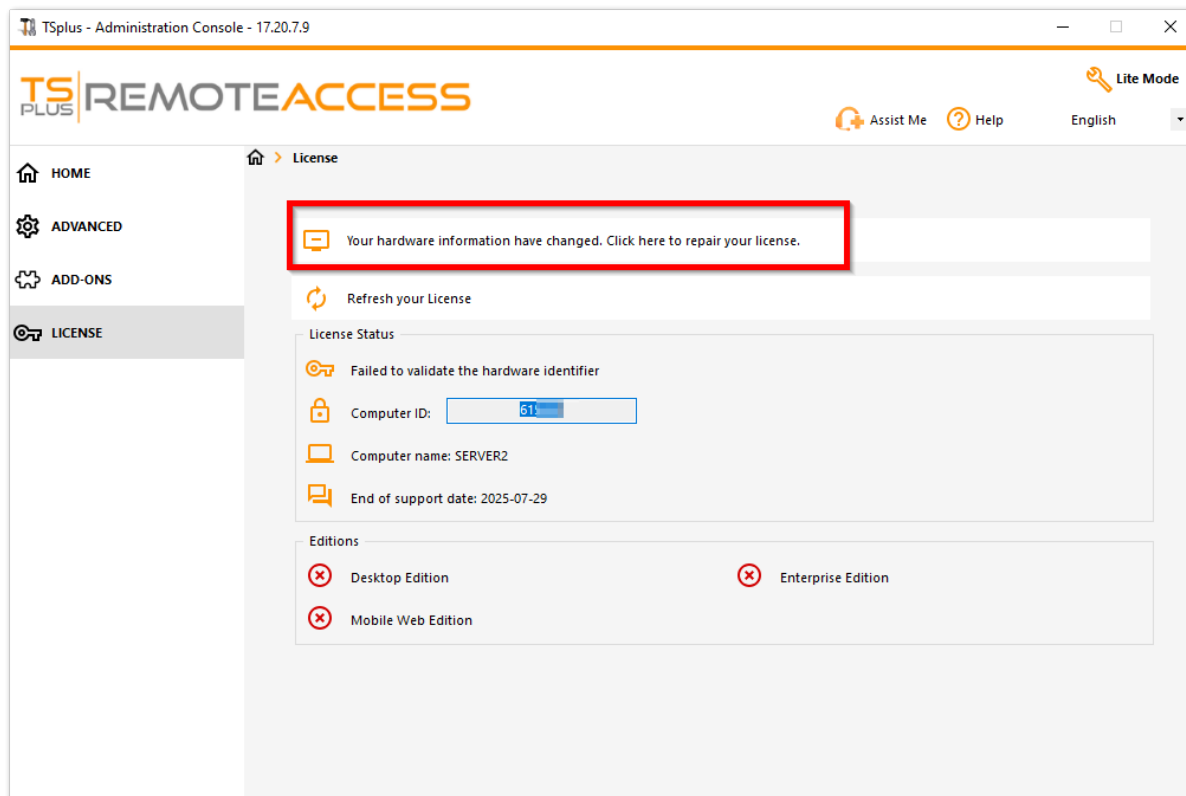 TSplus - Administration Console - 17.20.7.9
TS PLUS REMOTEACCESS
Lite Mode
Assist Me
Help
English
HOME
ADVANCED
ADD-ONS
LICENSE
License
Your hardware information have changed. Click here to repair your license.
Refresh your License
License Status
Failed to validate the hardware identifier
Computer ID:
Computer name: SERVER2
End of support date: 2025-07-29
Editions
Desktop Edition
Enterprise Edition
Mobile Web Edition